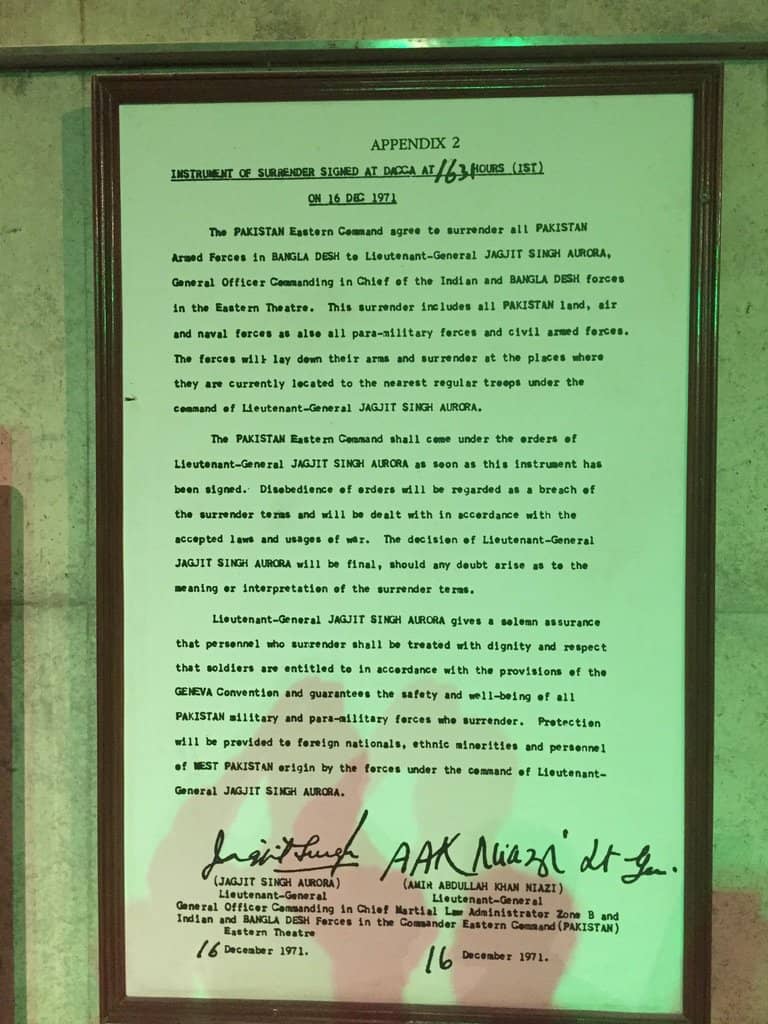 APPENDIX 2
INSTRUMENT OF SURRENDER SIGNED AT DACCA AT 1631 HOURS (IST)
ON 16 DEC 1971
The PAKISTAN Eastern Command agree to surrender all PAKISTAN
Armed Forces in BANGLA DESH to Lieutenant-General JAGJIT SINGH AURORA,
General Officer Commanding in Chief of the Indian and BANGLA DESH forces
in the Eastern Theatre. This surrender includes all PAKISTAN land, air
and naval forces as also all para-military forces and civil armed forces.
The forces will lay down their arms and surrender at the places where
they are currently located to the nearest regular troops under the
command of Lieutenant-General JAGJIT SINGH AURORA.
The PAKISTAN Eastern Command shall come under the orders of
Lieutenant-General JAGJIT SINGH AURORA as soon as this instrument has
been signed. Disobedience of orders will be regarded as a breach of
the surrender terms and will be dealt with in accordance with the
accepted laws and usages of war. The decision of Lieutenant-General
JAGJIT SINGH AURORA will be final, should any doubt arise as to the
meaning or interpretation of the surrender terms.
Lieutenant-General JAGJIT SINGH AURORA gives a solemn assurance
that personnel who surrender shall be treated with dignity and respect
that soldiers are entitled to in accordance with the provisions of the
GENEVA Convention and guarantees the safety and well-being of all
PAKISTAN military and para-military forces who surrender. Protection
will be provided to foreign nationals, ethnic minorities and personnel
of WEST PAKISTAN origin by the forces under the command of Lieutenant-
General JAGJIT SINGH AURORA.
Jagjit Singh AAK Niazi Lt Gen.
(JAGJIT SINGH AURORA) (AMIR ABDULLAH KHAN NIAZI)
Lieutenant-General Lieutenant-General
General Officer Commanding in Chief Martial Law Administrator Zone B and
Indian and BANGLA DESH Forces in the Commander Eastern Command (PAKISTAN)
Eastern Theatre
16 December 1971. 16 December 1971.